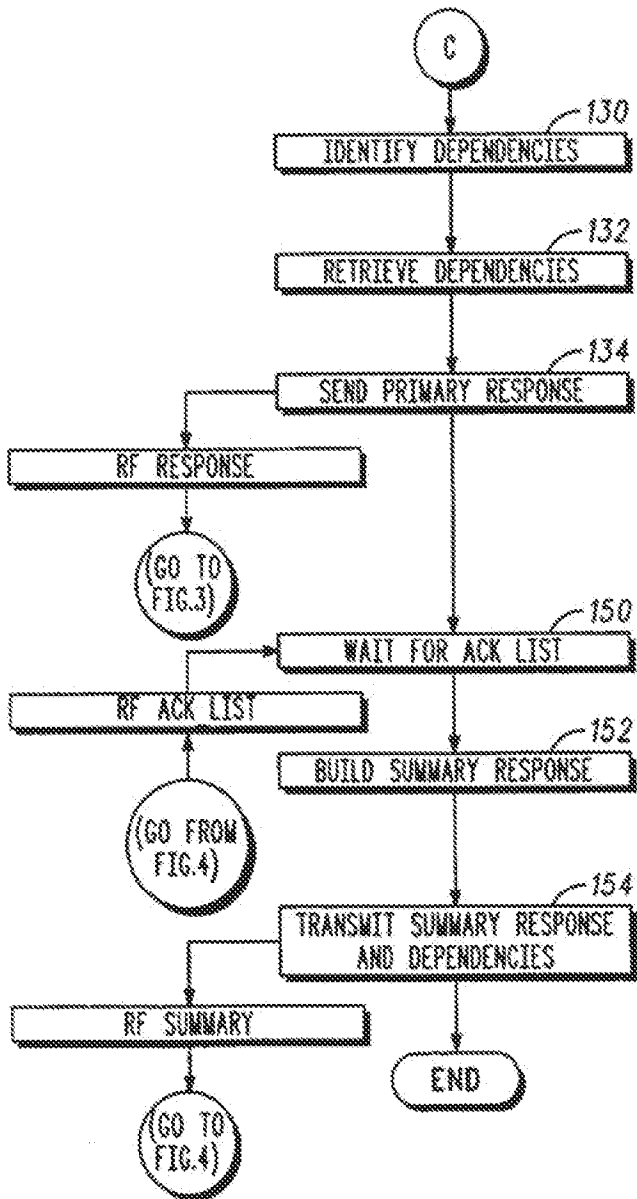 C
130
IDENTIFY DEPENDENCIES
132
RETRIEVE DEPENDENCIES
134
SEND PRIMARY RESPONSE
RF RESPONSE
(GO TO
FIG.3)
150
WAIT FOR ACK LIST
RF ACK LIST
152
BUILD SUMMARY RESPONSE
(GO FROM
FIG.4)
154
TRANSMIT SUMMARY RESPONSE
AND DEPENDENCIES
RF SUMMARY
END
(GO TO
FIG.4)